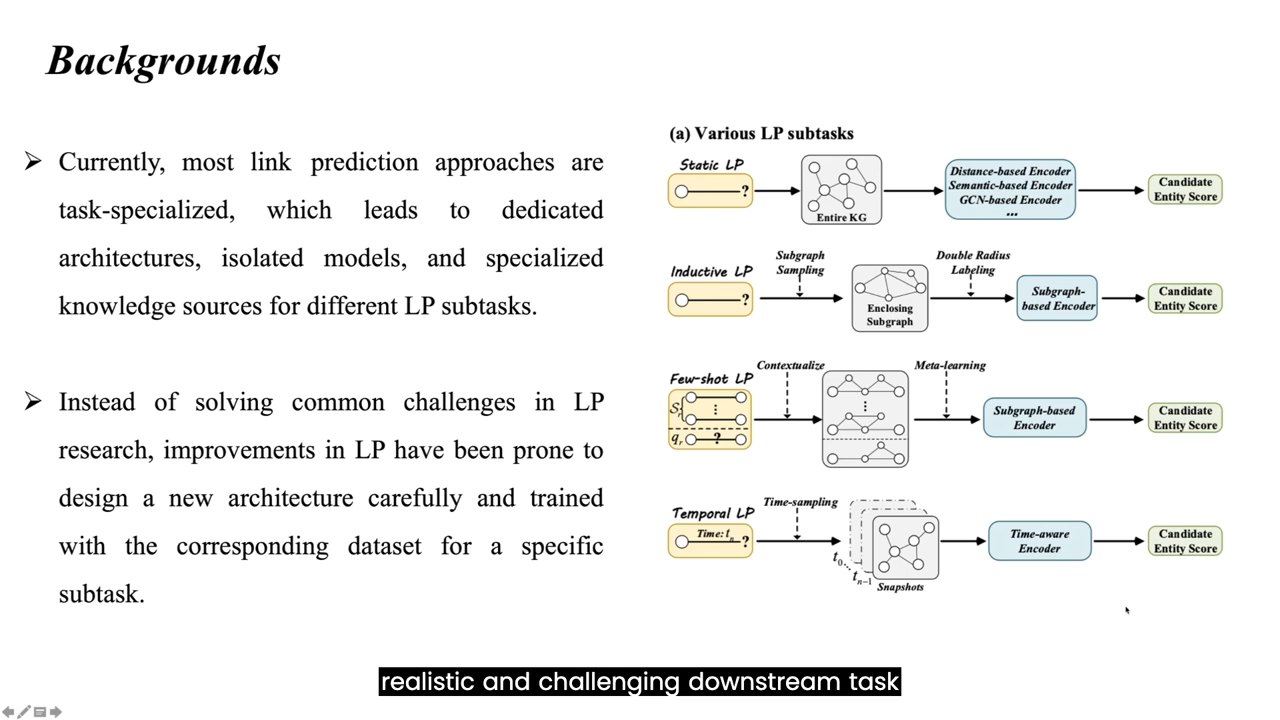 Backgrounds
➢ Currently, most link prediction approaches are
task-specialized, which leads to dedicated
architectures, isolated models, and specialized
knowledge sources for different LP subtasks.
➢ Instead of solving common challenges in LP
research, improvements in LP have been prone to
design a new architecture carefully and trained
with the corresponding dataset for a specific
subtask.
(a) Various LP subtasks
Static LP
?
Entire KG
Distance-based Encoder
Semantic-based Encoder
GCN-based Encoder
...
Candidate
Entity Score
Inductive LP
?
Subgraph
Sampling
Enclosing
Subgraph
Double Radius
Labeling
Subgraph-
based Encoder
Candidate
Entity Score
Few-shot LP
Sr
⋮
qr
?
Contextualize
⋮
Meta-learning
Subgraph-based
Encoder
Candidate
Entity Score
Temporal LP
Time: tn
?
Time-sampling
t0
...
tn-1
Snapshots
Time-aware
Encoder
Candidate
Entity Score
realistic and challenging downstream task